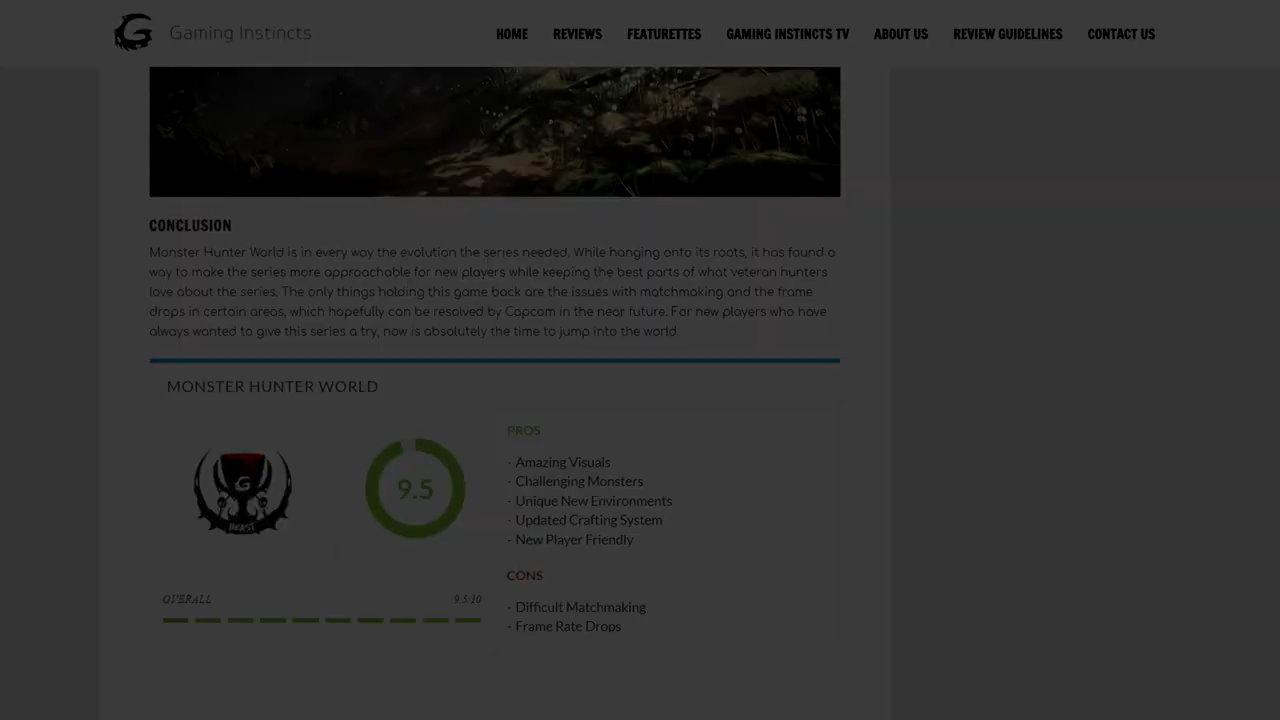 Gaming Instincts
HOME REVIEWS FEATURETTES GAMING INSTINCTS TV ABOUT US REVIEW GUIDELINES CONTACT US
CONCLUSION
Monster Hunter World is in every way the evolution the series needed. While hanging onto its roots, it has found a
way to make the series more approachable for new players while keeping the best parts of what veteran hunters
love about the series. The only things holding this game back are the issues with matchmaking and the frame
drops in certain areas, which hopefully can be resolved by Capcom in the near future. For new players who have
always wanted to give this series a try, now is absolutely the time to jump into the world.
MONSTER HUNTER WORLD
G
BEAST
9.5
OVERALL 9.5/10
PROS
· Amazing Visuals
· Challenging Monsters
· Unique New Environments
· Updated Crafting System
· New Player Friendly
CONS
· Difficult Matchmaking
· Frame Rate Drops